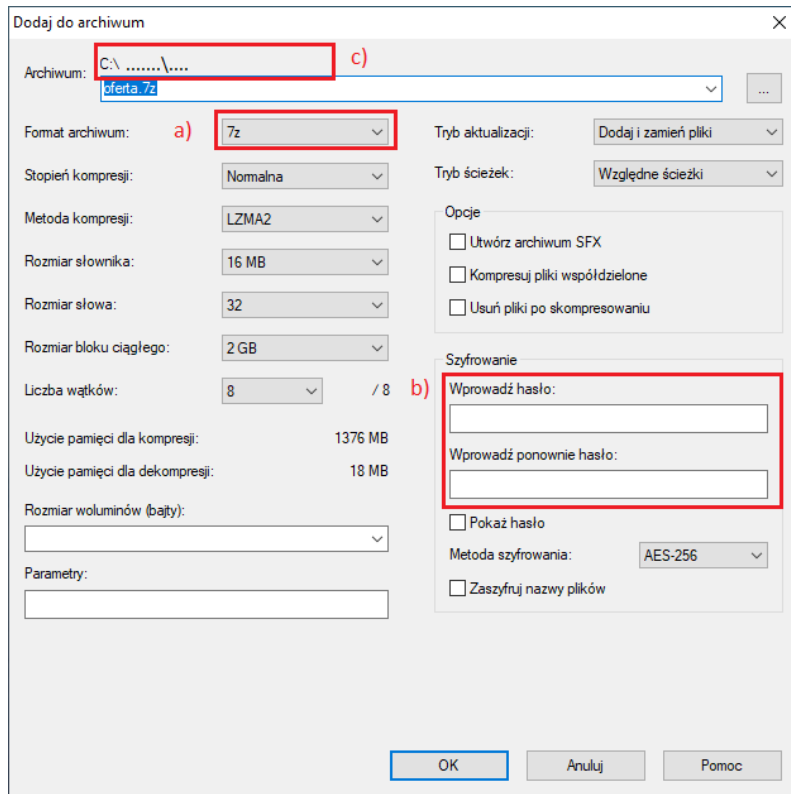 Dodaj do archiwum
C:\ .......\.... c)
Archiwum:
oferta.7z
...
Format archiwum: a) 7z
Tryb aktualizacji: Dodaj i zamień pliki
Stopień kompresji: Normalna
Tryb ścieżek: Względne ścieżki
Metoda kompresji: LZMA2
Opcje
Utwórz archiwum SFX
Rozmiar słownika: 16 MB
Kompresuj pliki współdzielone
Rozmiar słowa: 32
Usuń pliki po skompresowaniu
Rozmiar bloku ciągłego: 2 GB
Szyfrowanie
Liczba wątków: 8 / 8
b) Wprowadź hasło:
Użycie pamięci dla kompresji: 1376 MB
Wprowadź ponownie hasło:
Użycie pamięci dla dekompresji: 18 MB
Rozmiar woluminów (bajty):
Pokaż hasło
Metoda szyfrowania: AES-256
Parametry:
Zaszyfruj nazwy plików
OK Anuluj Pomoc